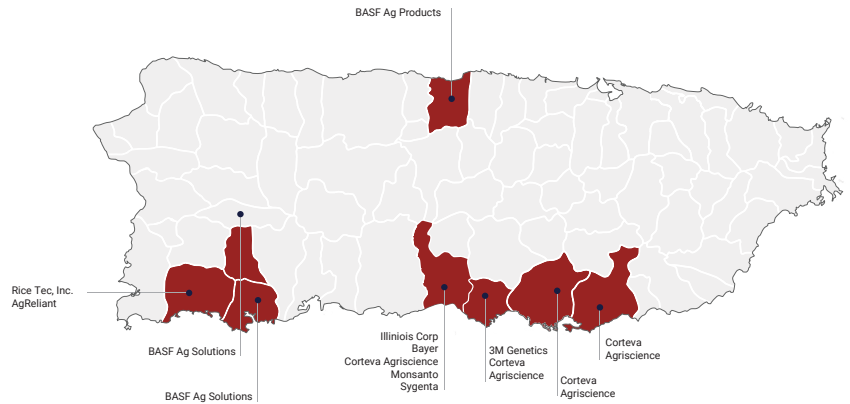 BASF Ag Products
Rice Tec, Inc.
AgReliant
BASF Ag Solutions
BASF Ag Solutions
Illiniois Corp
Bayer
Corteva Agriscience
Monsanto
Sygenta
3M Genetics
Corteva
Agriscience
Corteva
Agriscience
Corteva
Agriscience